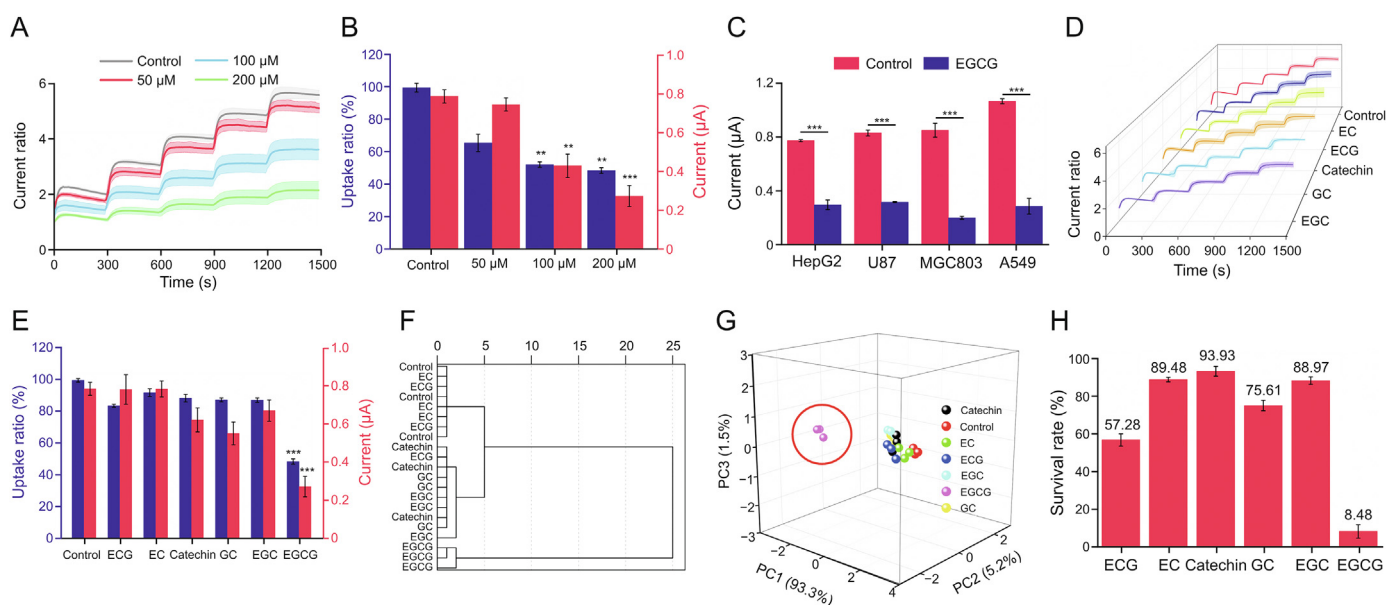 A
Control
50 μM
100 μM
200 μM
Current ratio
6
4
2
0
0 300 600 900 1200 1500
Time (s)
B
Uptake ratio (%)
120
100
80
60
40
20
0
**
**
**
***
Control 50 μM 100 μM 200 μM
1.0
0.8
0.6
0.4
0.2
0
Current (μA)
C
Control
EGCG
Current (μA)
1.2
0.8
0.4
0
***
***
***
***
HepG2 U87 MGC803 A549
D
Current ratio
6
4
2
0
0 300 600 900 1200 1500
Time (s)
Control
EC
ECG
Catechin
GC
EGC
E
Uptake ratio (%)
120
100
80
60
40
20
0
***
***
Control ECG EC Catechin GC EGC EGCG
1.0
0.8
0.6
0.4
0.2
0
Current (μA)
F
0 5 10 15 20 25
Control
EC
ECG
Control
EC
EC
ECG
Control
Catechin
ECG
Catechin
GC
GC
EGC
EGC
Catechin
GC
EGC
EGCG
EGCG
EGCG
G
PC3 (1.5%)
3
2
1
0
−1
−2
−3
−2 0 2 4
PC1 (93.3%)
−2 0 2
PC2 (5.2%)
Catechin
Control
EC
ECG
EGC
EGCG
GC
H
Survival rate (%)
100
80
60
40
20
0
57.28
89.48
93.93
75.61
88.97
8.48
ECG EC Catechin GC EGC EGCG